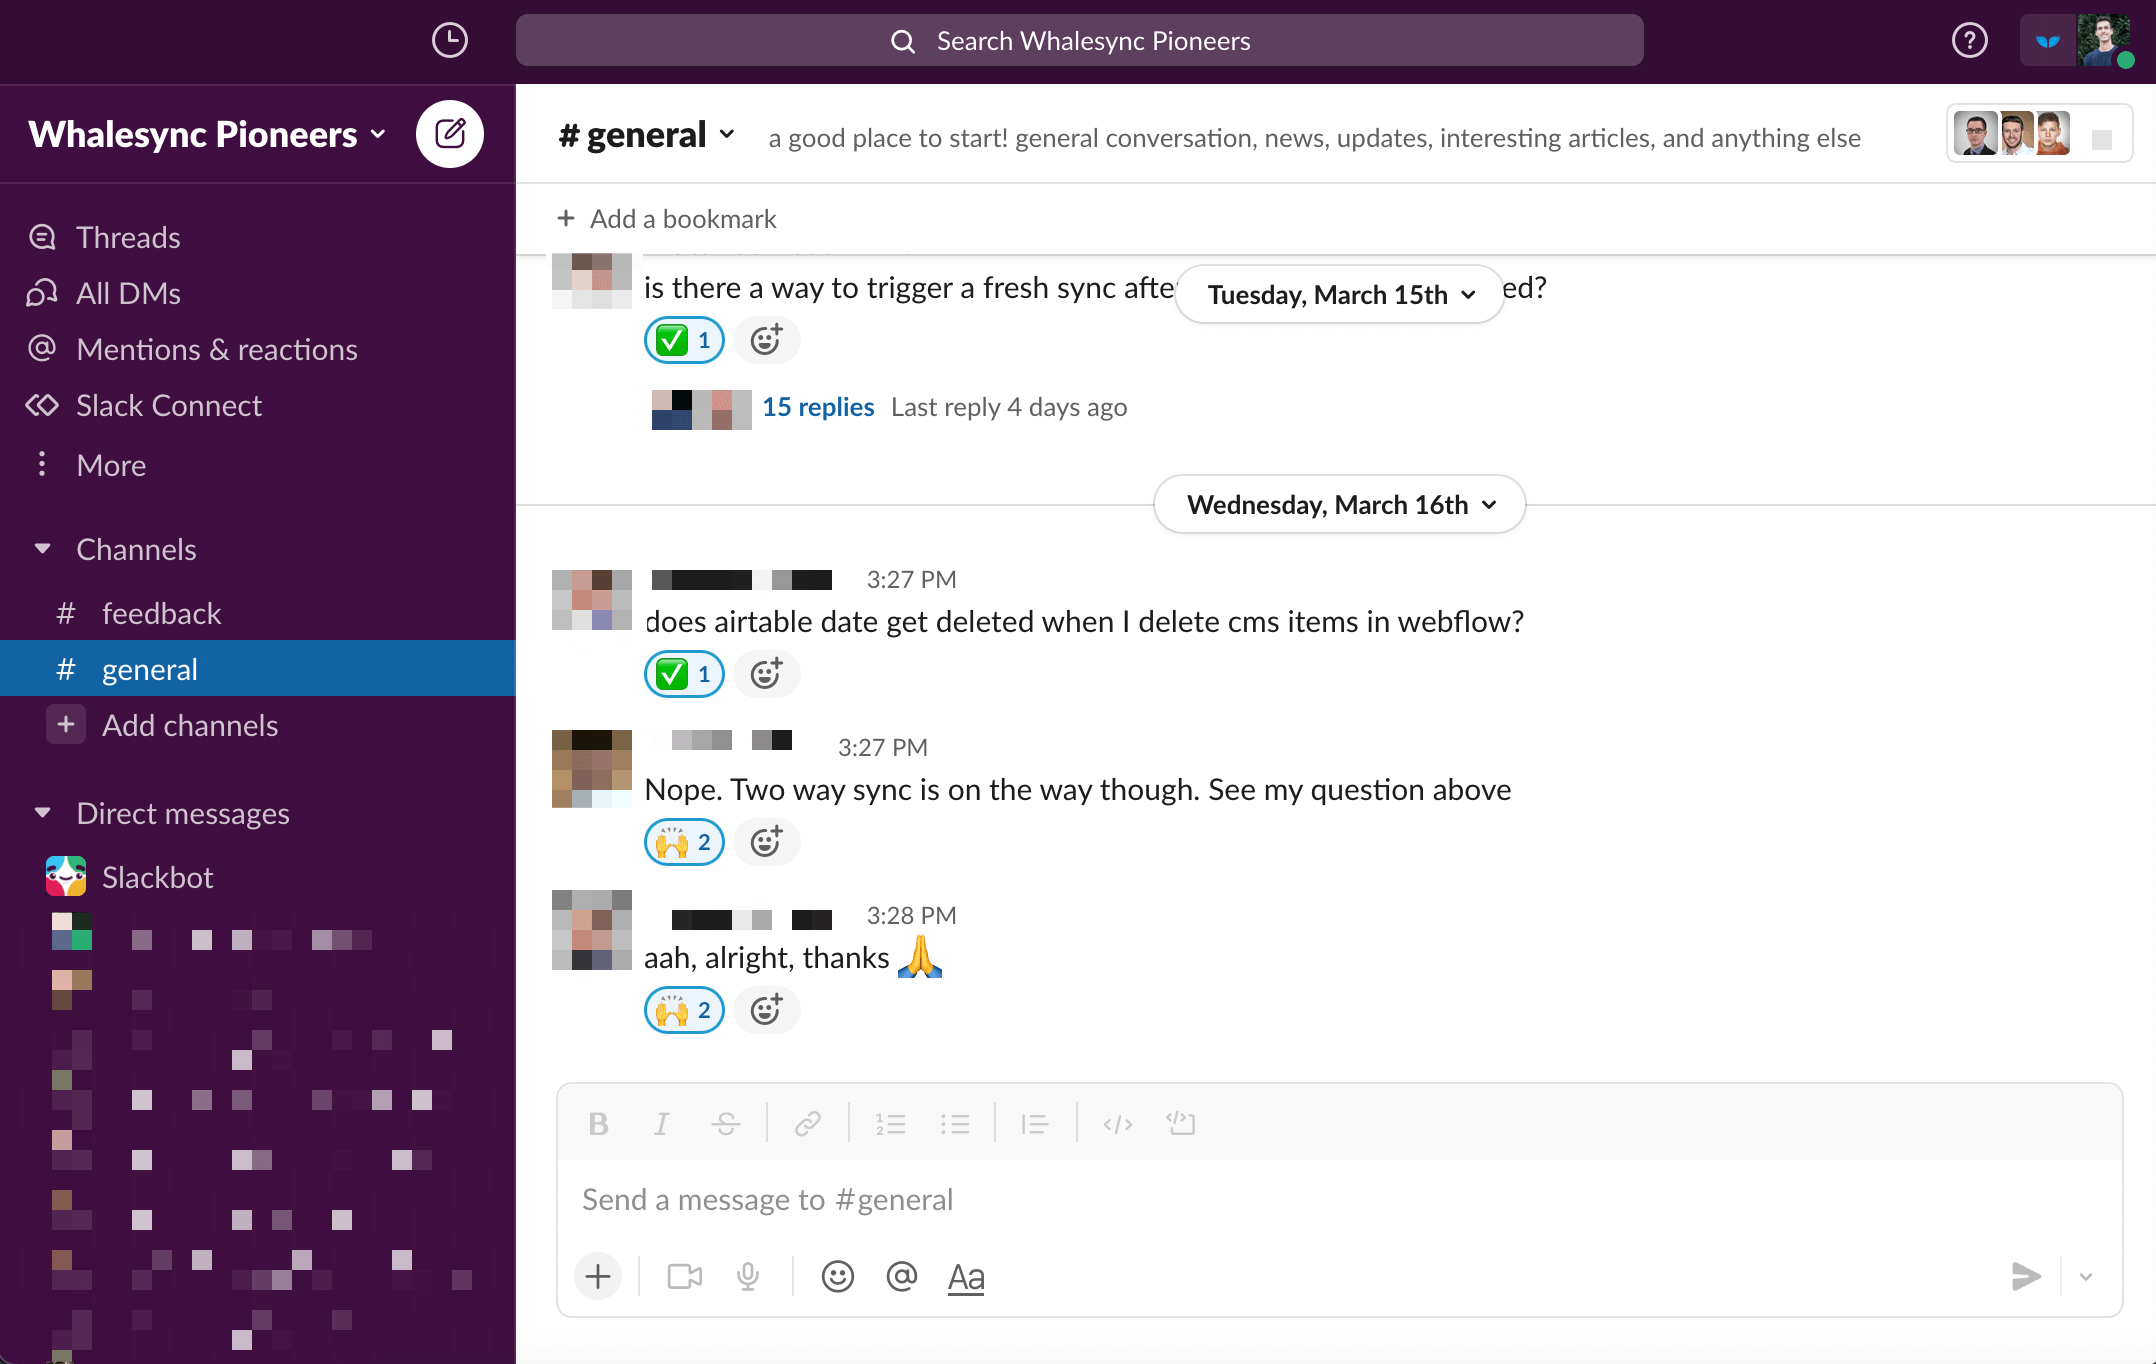 Search Whalesync Pioneers
Whalesync Pioneers
Threads
All DMs
Mentions & reactions
Slack Connect
More
Channels
# feedback
# general
+ Add channels
Direct messages
Slackbot
# general
a good place to start! general conversation, news, updates, interesting articles, and anything else
+ Add a bookmark
Tuesday, March 15th
is there a way to trigger a fresh sync
✅ 1
15 replies Last reply 4 days ago
Wednesday, March 16th
3:27 PM
does airtable date get deleted when I delete cms items in webflow?
✅ 1
3:27 PM
Nope. Two way sync is on the way though. See my question above
🙌 2
3:28 PM
aah, alright, thanks 🙏
🙌 2
Send a message to #general
Aa